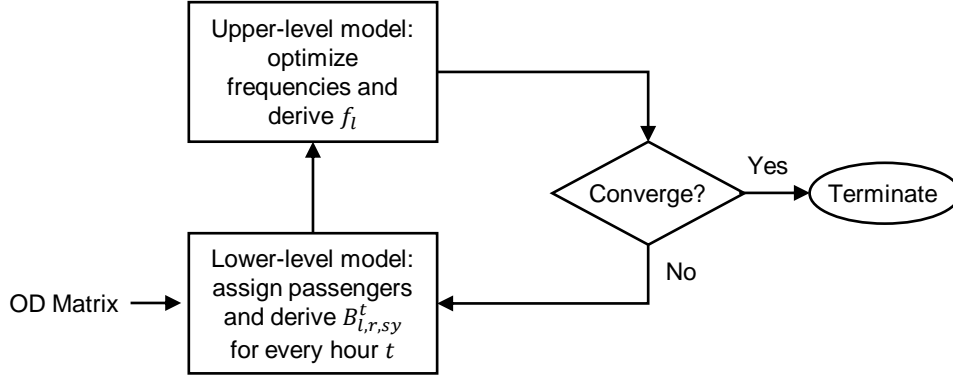 Upper-level model:
optimize
frequencies and
derive f_l
Converge?
Yes
Terminate
No
OD Matrix
Lower-level model:
assign passengers
and derive B^t_{l,r,sy}
for every hour t